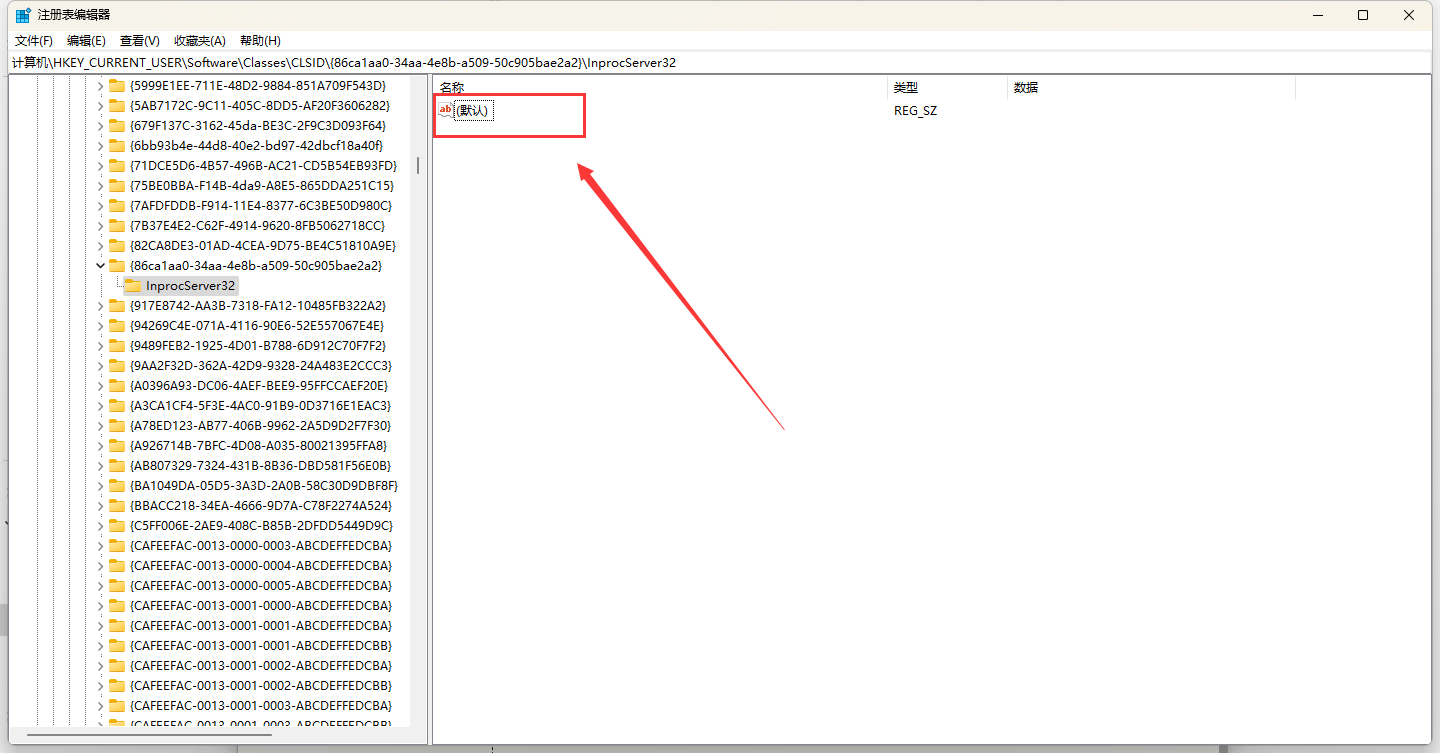 注册表编辑器
文件(F) 编辑(E) 查看(V) 收藏夹(A) 帮助(H)
计算机\HKEY_CURRENT_USER\Software\Classes\CLSID\{86ca1aa0-34aa-4e8b-a509-50c905bae2a2}\InprocServer32
{5999E1EE-711E-48D2-9884-851A709F543D}
{5AB7172C-9C11-405C-8DD5-AF20F3606282}
{679F137C-3162-45da-BE3C-2F9C3D093F64}
{6bb93b4e-44d8-40e2-bd97-42dbcf18a40f}
{71DCE5D6-4B57-496B-AC21-CD5B54EB93FD}
{75BE0BBA-F14B-4da9-A8E5-865DDA251C15}
{7AFDFDDB-F914-11E4-8377-6C3BE50D980C}
{7B37E4E2-C62F-4914-9620-8FB5062718CC}
{82CA8DE3-01AD-4CEA-9D75-BE4C51810A9E}
{86ca1aa0-34aa-4e8b-a509-50c905bae2a2}
InprocServer32
{917E8742-AA3B-7318-FA12-10485FB322A2}
{94269C4E-071A-4116-90E6-52E557067E4E}
{9489FEB2-1925-4D01-B788-6D912C70F7F2}
{9AA2F32D-362A-42D9-9328-24A483E2CCC3}
{A0396A93-DC06-4AEF-BEE9-95FFCCAEF20E}
{A3CA1CF4-5F3E-4AC0-91B9-0D3716E1EAC3}
{A78ED123-AB77-406B-9962-2A5D9D2F7F30}
{A926714B-7BFC-4D08-A035-80021395FFA8}
{AB807329-7324-431B-8B36-DBD581F56E0B}
{BA1049DA-05D5-3A3D-2A0B-58C30D9DBF8F}
{BBACC218-34EA-4666-9D7A-C78F2274A524}
{C5FF006E-2AE9-408C-B85B-2DFDD5449D9C}
{CAFEEFAC-0013-0000-0003-ABCDEFFEDCBA}
{CAFEEFAC-0013-0000-0004-ABCDEFFEDCBA}
{CAFEEFAC-0013-0000-0005-ABCDEFFEDCBA}
{CAFEEFAC-0013-0001-0000-ABCDEFFEDCBA}
{CAFEEFAC-0013-0001-0001-ABCDEFFEDCBA}
{CAFEEFAC-0013-0001-0001-ABCDEFFEDCBB}
{CAFEEFAC-0013-0001-0002-ABCDEFFEDCBA}
{CAFEEFAC-0013-0001-0002-ABCDEFFEDCBB}
{CAFEEFAC-0013-0001-0003-ABCDEFFEDCBA}
{CAFEEFAC-0013-0001-0003-ABCDEFFEDCBB}
名称 类型 数据
ab (默认) REG_SZ